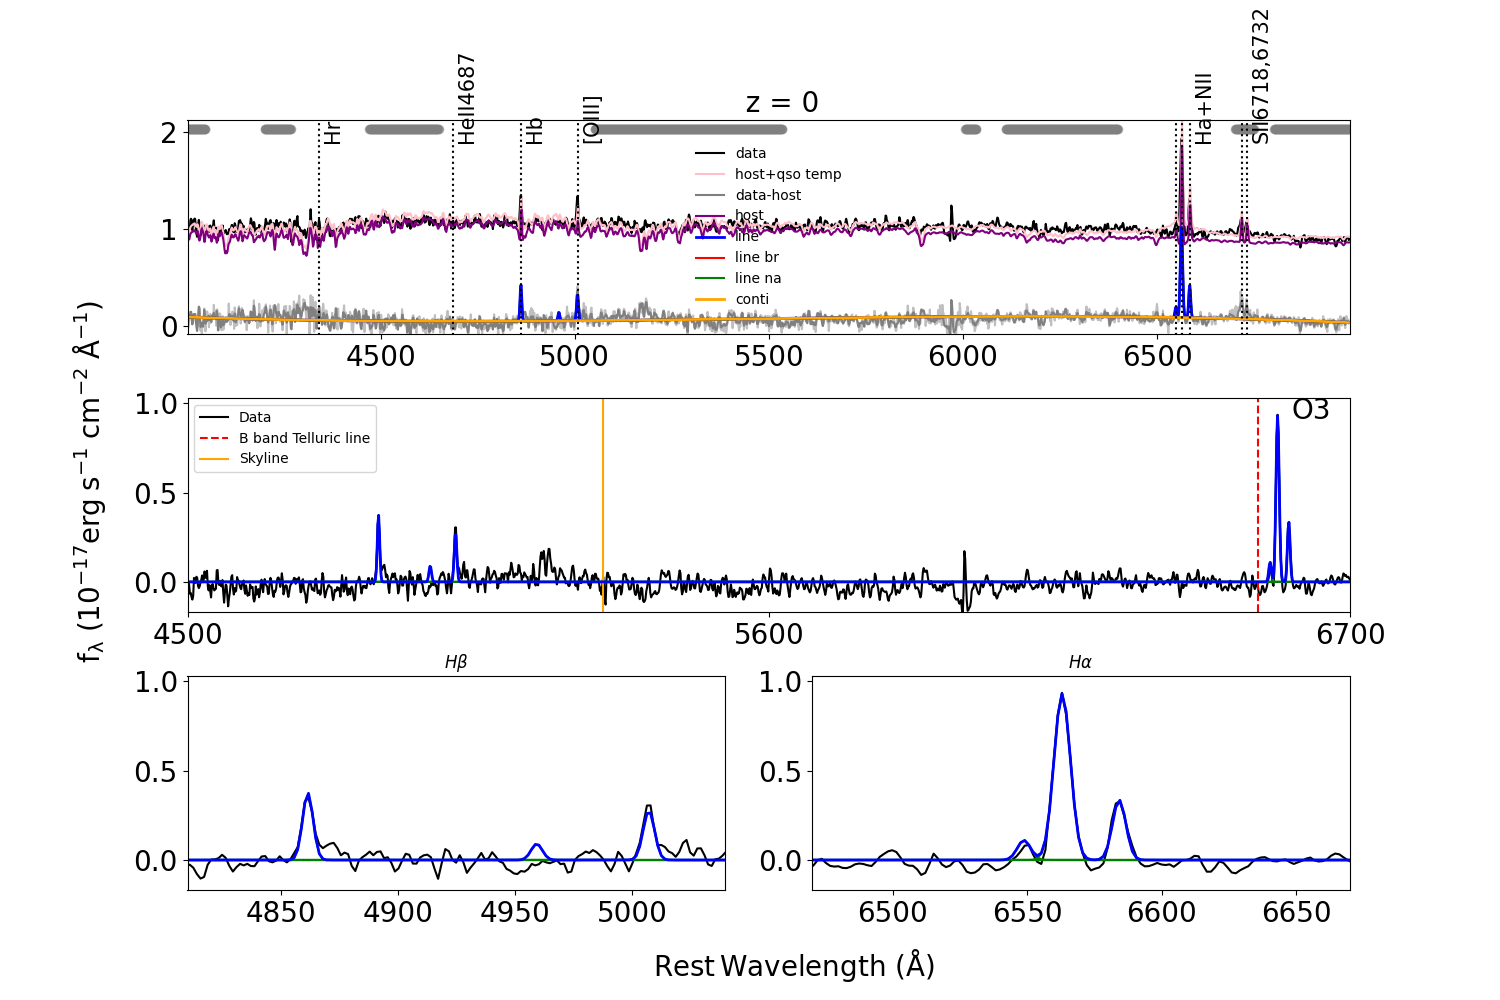 z = 0
Hr
HeII4687
Hb
[OIII]
Ha+NII
SII6718,6732
2
1
0
data
host+qso temp
data-host
host
line
line br
line na
conti
4500 5000 5500 6000 6500
f_λ (10^−17 erg s^−1 cm^−2 Å^−1)
1.0
0.5
0.0
Data
B band Telluric line
Skyline
O3
4500 5600 6700
Hβ
1.0
0.5
0.0
4850 4900 4950 5000
Hα
1.0
0.5
0.0
6500 6550 6600 6650
Rest Wavelength (Å)